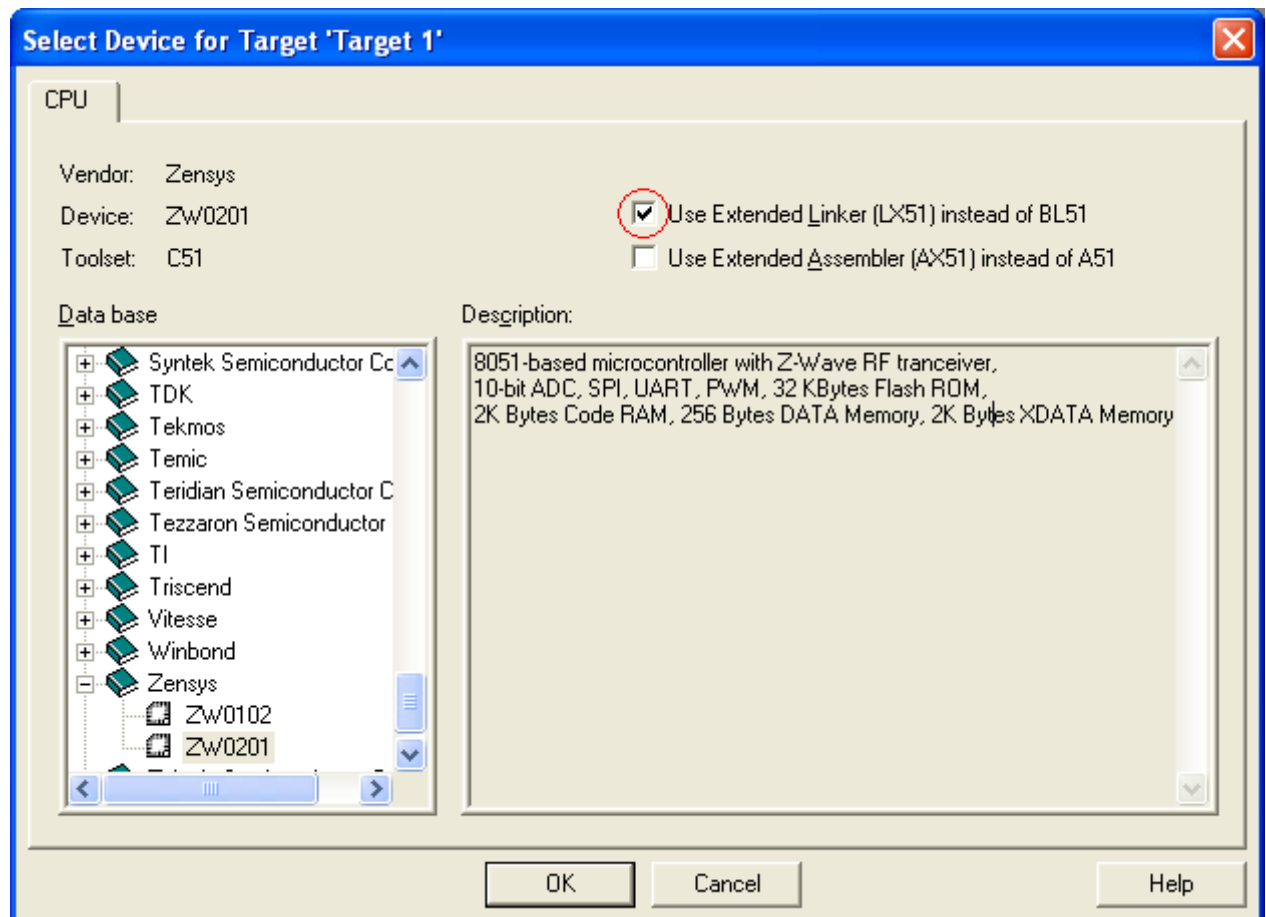 Select Device for Target 'Target 1'
CPU
Vendor: Zensys
Device: ZW0201
Toolset: C51
Use Extended Linker (LX51) instead of BL51
Use Extended Assembler (AX51) instead of A51
Data base
Syntek Semiconductor Co
TDK
Tekmos
Temic
Teridian Semiconductor C
Tezzaron Semiconductor
TI
Triscend
Vitesse
Winbond
Zensys
ZW0102
ZW0201
Description:
8051-based microcontroller with Z-Wave RF tranceiver,
10-bit ADC, SPI, UART, PWM, 32 KBytes Flash ROM,
2K Bytes Code RAM, 256 Bytes DATA Memory, 2K Bytes XDATA Memory
OK
Cancel
Help